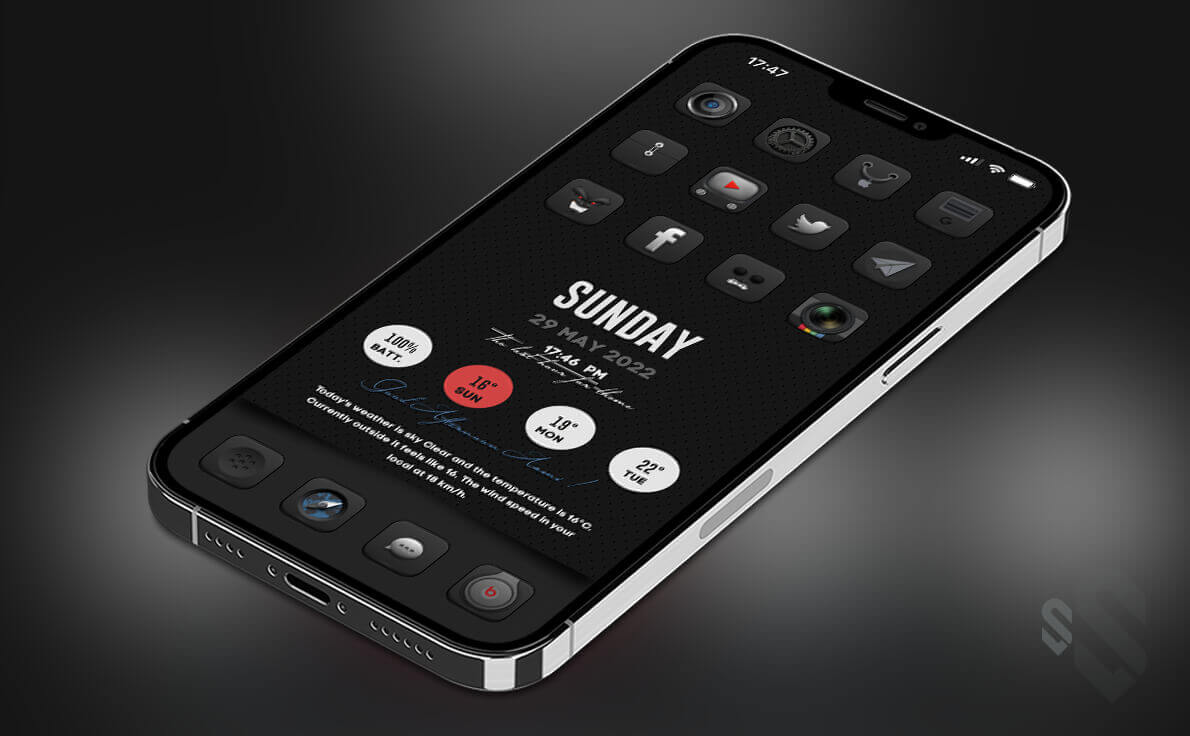 17:47
SUNDAY
29 MAY 2022
17:46 PM
The last hour for theme
100%
BATT.
16°
SUN
19°
MON
22°
TUE
Good Afternoon
Today's weather is sky Clear and the temperature is 16°C.
Currently outside it feels like 16. The wind speed in your
local at 18 km/h.